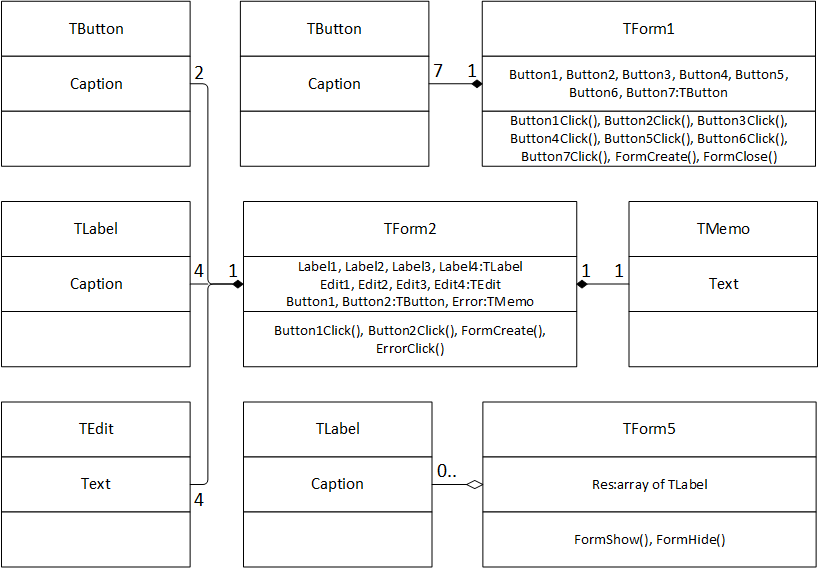 TButton
Caption
2
TButton
Caption
7
1
TForm1
Button1, Button2, Button3, Button4, Button5,
Button6, Button7:TButton
Button1Click(), Button2Click(), Button3Click(),
Button4Click(), Button5Click(), Button6Click(),
Button7Click(), FormCreate(), FormClose()
TLabel
Caption
4
1
TForm2
Label1, Label2, Label3, Label4:TLabel
Edit1, Edit2, Edit3, Edit4:TEdit
Button1, Button2:TButton, Error:TMemo
Button1Click(), Button2Click(), FormCreate(),
ErrorClick()
1
1
TMemo
Text
TEdit
Text
4
TLabel
Caption
0..
TForm5
Res:array of TLabel
FormShow(), FormHide()